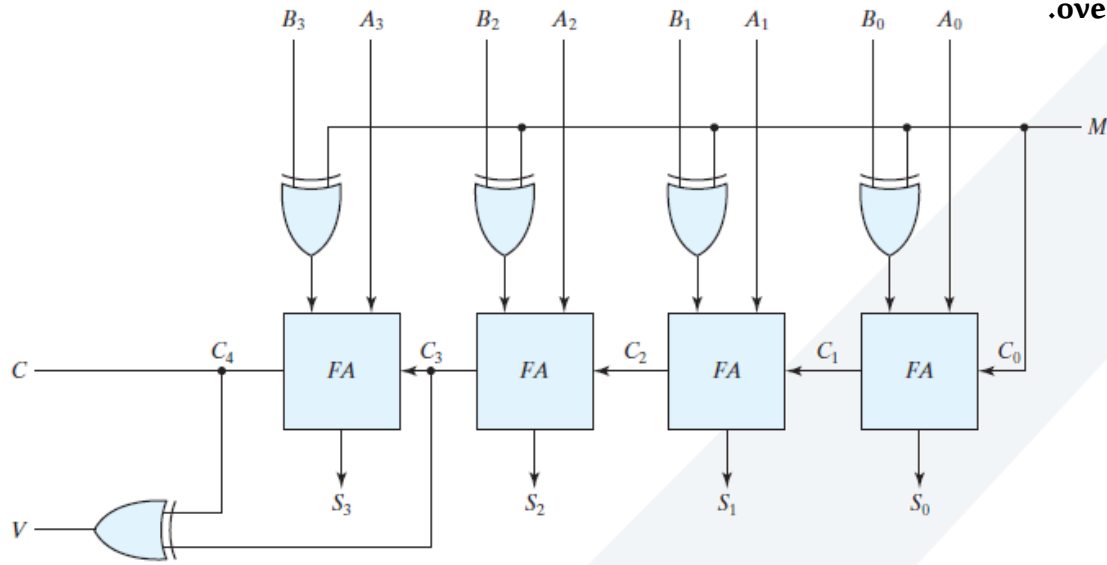 .ove
B3 A3 B2 A2 B1 A1 B0 A0
M
C4 C3 C2 C1 C0
C FA FA FA FA
S3 S2 S1 S0
V